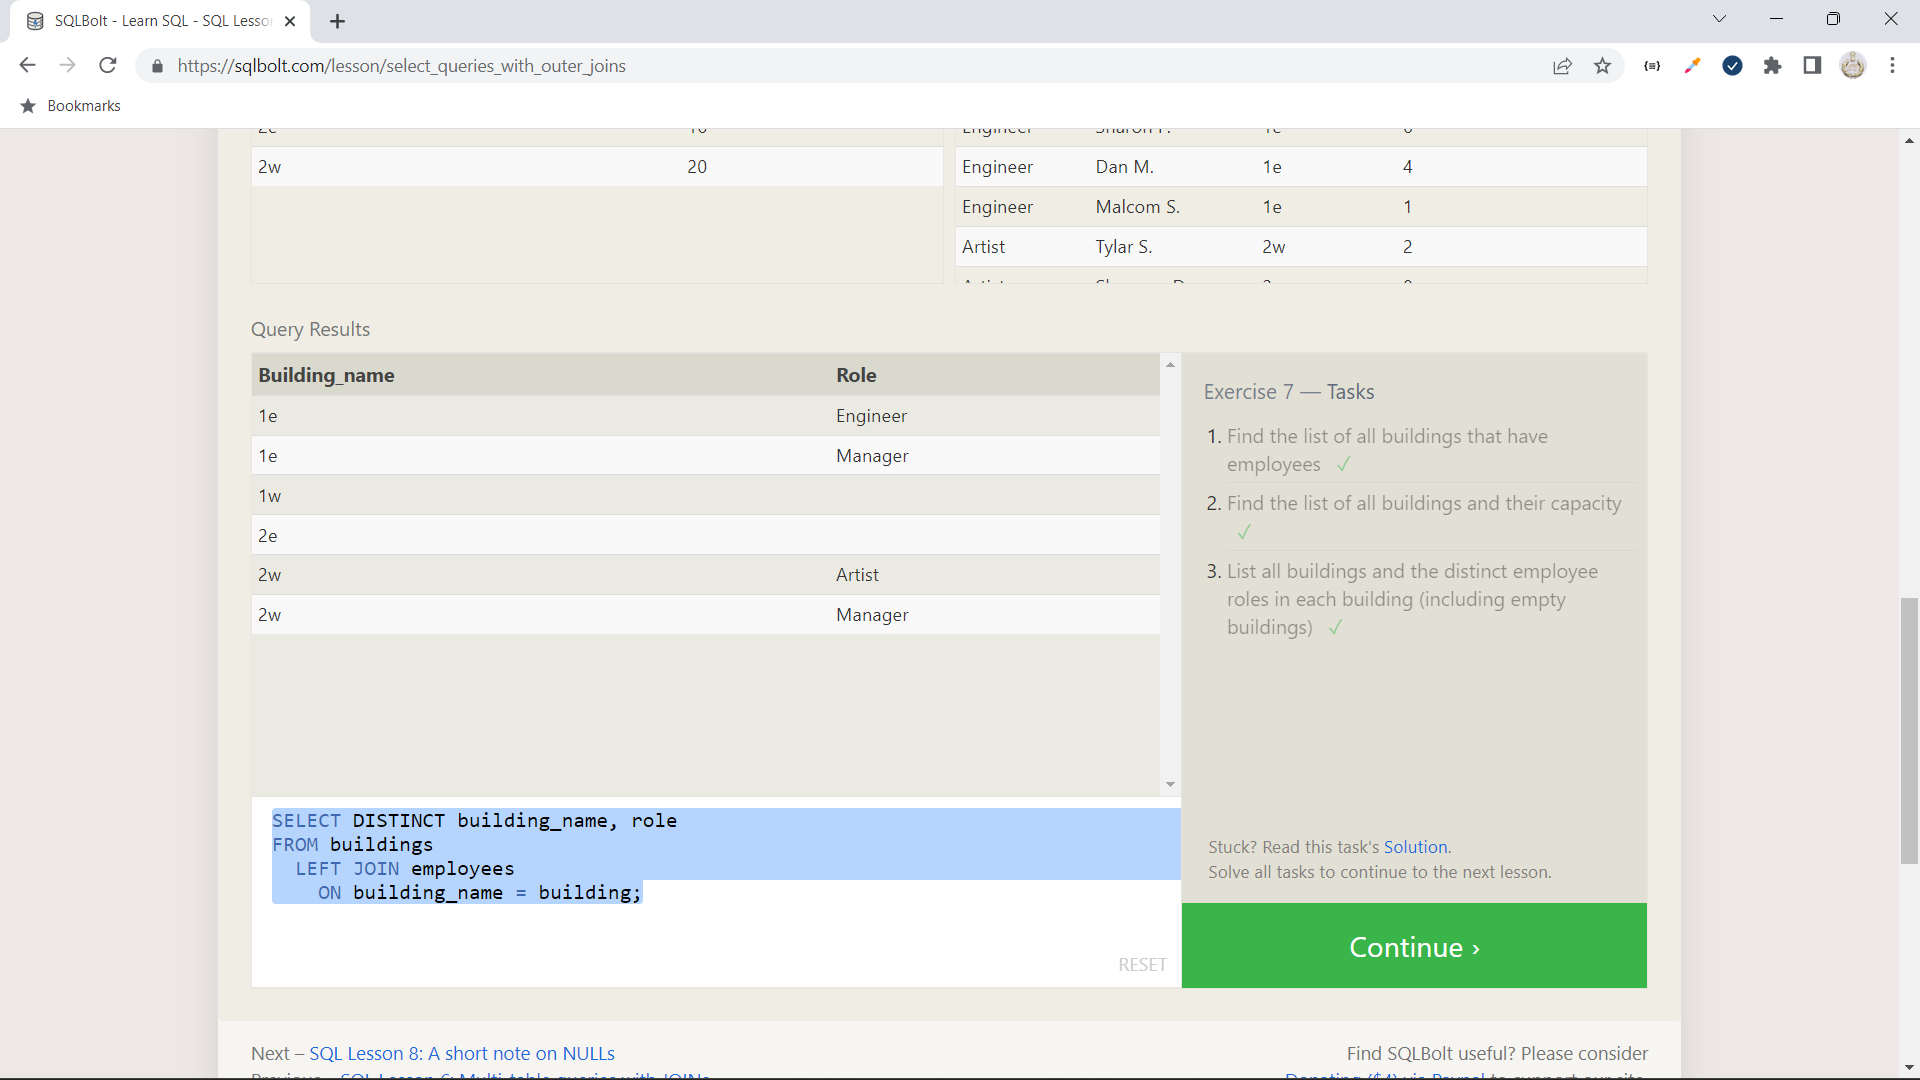 SQLBolt - Learn SQL - SQL Lesso
https://sqlbolt.com/lesson/select_queries_with_outer_joins
Bookmarks
2w 20
Engineer Dan M. 1e 4
Engineer Malcom S. 1e 1
Artist Tylar S. 2w 2
Query Results
Building_name Role
1e Engineer
1e Manager
1w
2e
2w Artist
2w Manager
Exercise 7 — Tasks
1. Find the list of all buildings that have
employees ✓
2. Find the list of all buildings and their capacity
✓
3. List all buildings and the distinct employee
roles in each building (including empty
buildings) ✓
SELECT DISTINCT building_name, role
FROM buildings
LEFT JOIN employees
ON building_name = building;
RESET
Stuck? Read this task's Solution.
Solve all tasks to continue to the next lesson.
Continue ›
Next – SQL Lesson 8: A short note on NULLs
Find SQLBolt useful? Please consider